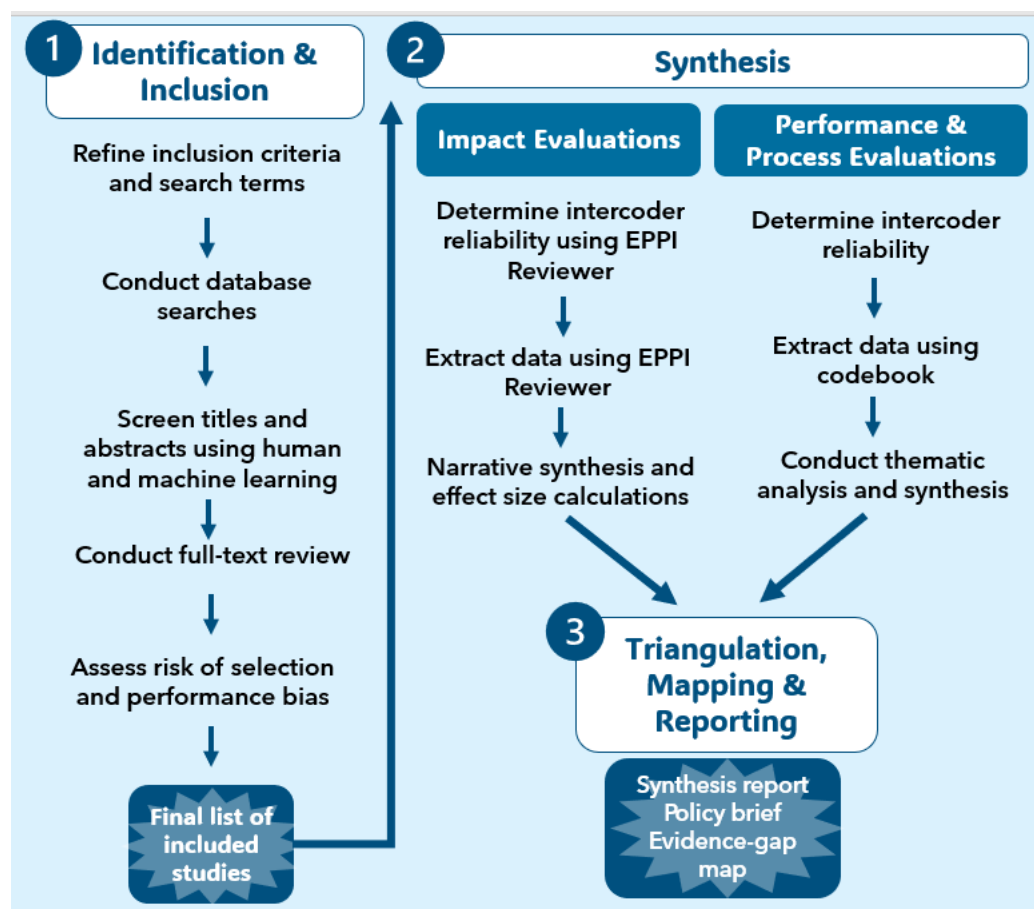 1
Identification &
Inclusion
Refine inclusion criteria
and search terms
Conduct database
searches
Screen titles and
abstracts using human
and machine learning
Conduct full-text review
Assess risk of selection
and performance bias
Final list of
included
studies
2
Synthesis
Impact Evaluations
Determine intercoder
reliability using EPPI
Reviewer
Extract data using EPPI
Reviewer
Narrative synthesis and
effect size calculations
Performance &
Process Evaluations
Determine intercoder
reliability
Extract data using
codebook
Conduct thematic
analysis and synthesis
3
Triangulation,
Mapping &
Reporting
Synthesis report
Policy brief
Evidence-gap
map